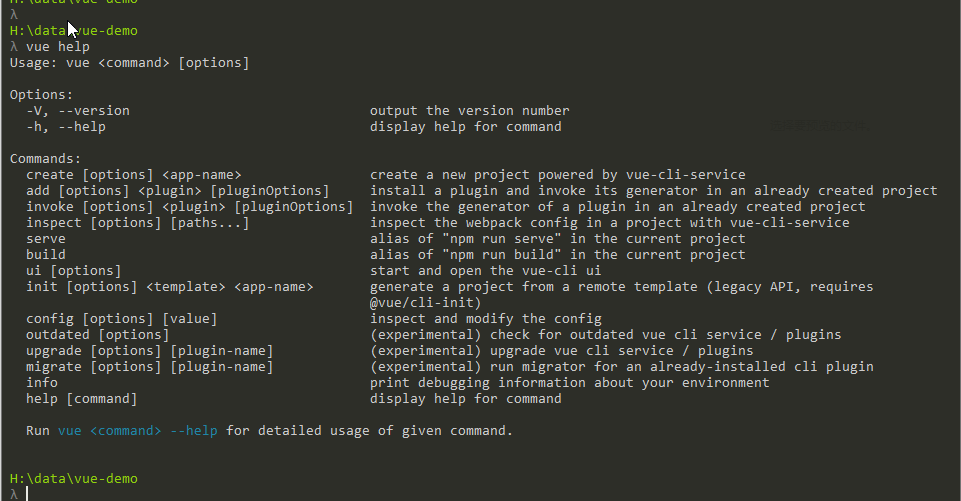 H:\data\vue-demo
λ
H:\data\vue-demo
λ vue help
Usage: vue <command> [options]
Options:
-V, --version output the version number
-h, --help display help for command
Commands:
create [options] <app-name> create a new project powered by vue-cli-service
add [options] <plugin> [pluginOptions] install a plugin and invoke its generator in an already created project
invoke [options] <plugin> [pluginOptions] invoke the generator of a plugin in an already created project
inspect [options] [paths...] inspect the webpack config in a project with vue-cli-service
serve alias of "npm run serve" in the current project
build alias of "npm run build" in the current project
ui [options] start and open the vue-cli ui
init [options] <template> <app-name> generate a project from a remote template (legacy API, requires
@vue/cli-init)
config [options] [value] inspect and modify the config
outdated [options] (experimental) check for outdated vue cli service / plugins
upgrade [options] [plugin-name] (experimental) upgrade vue cli service / plugins
migrate [options] [plugin-name] (experimental) run migrator for an already-installed cli plugin
info print debugging information about your environment
help [command] display help for command
Run vue <command> --help for detailed usage of given command.
H:\data\vue-demo
λ